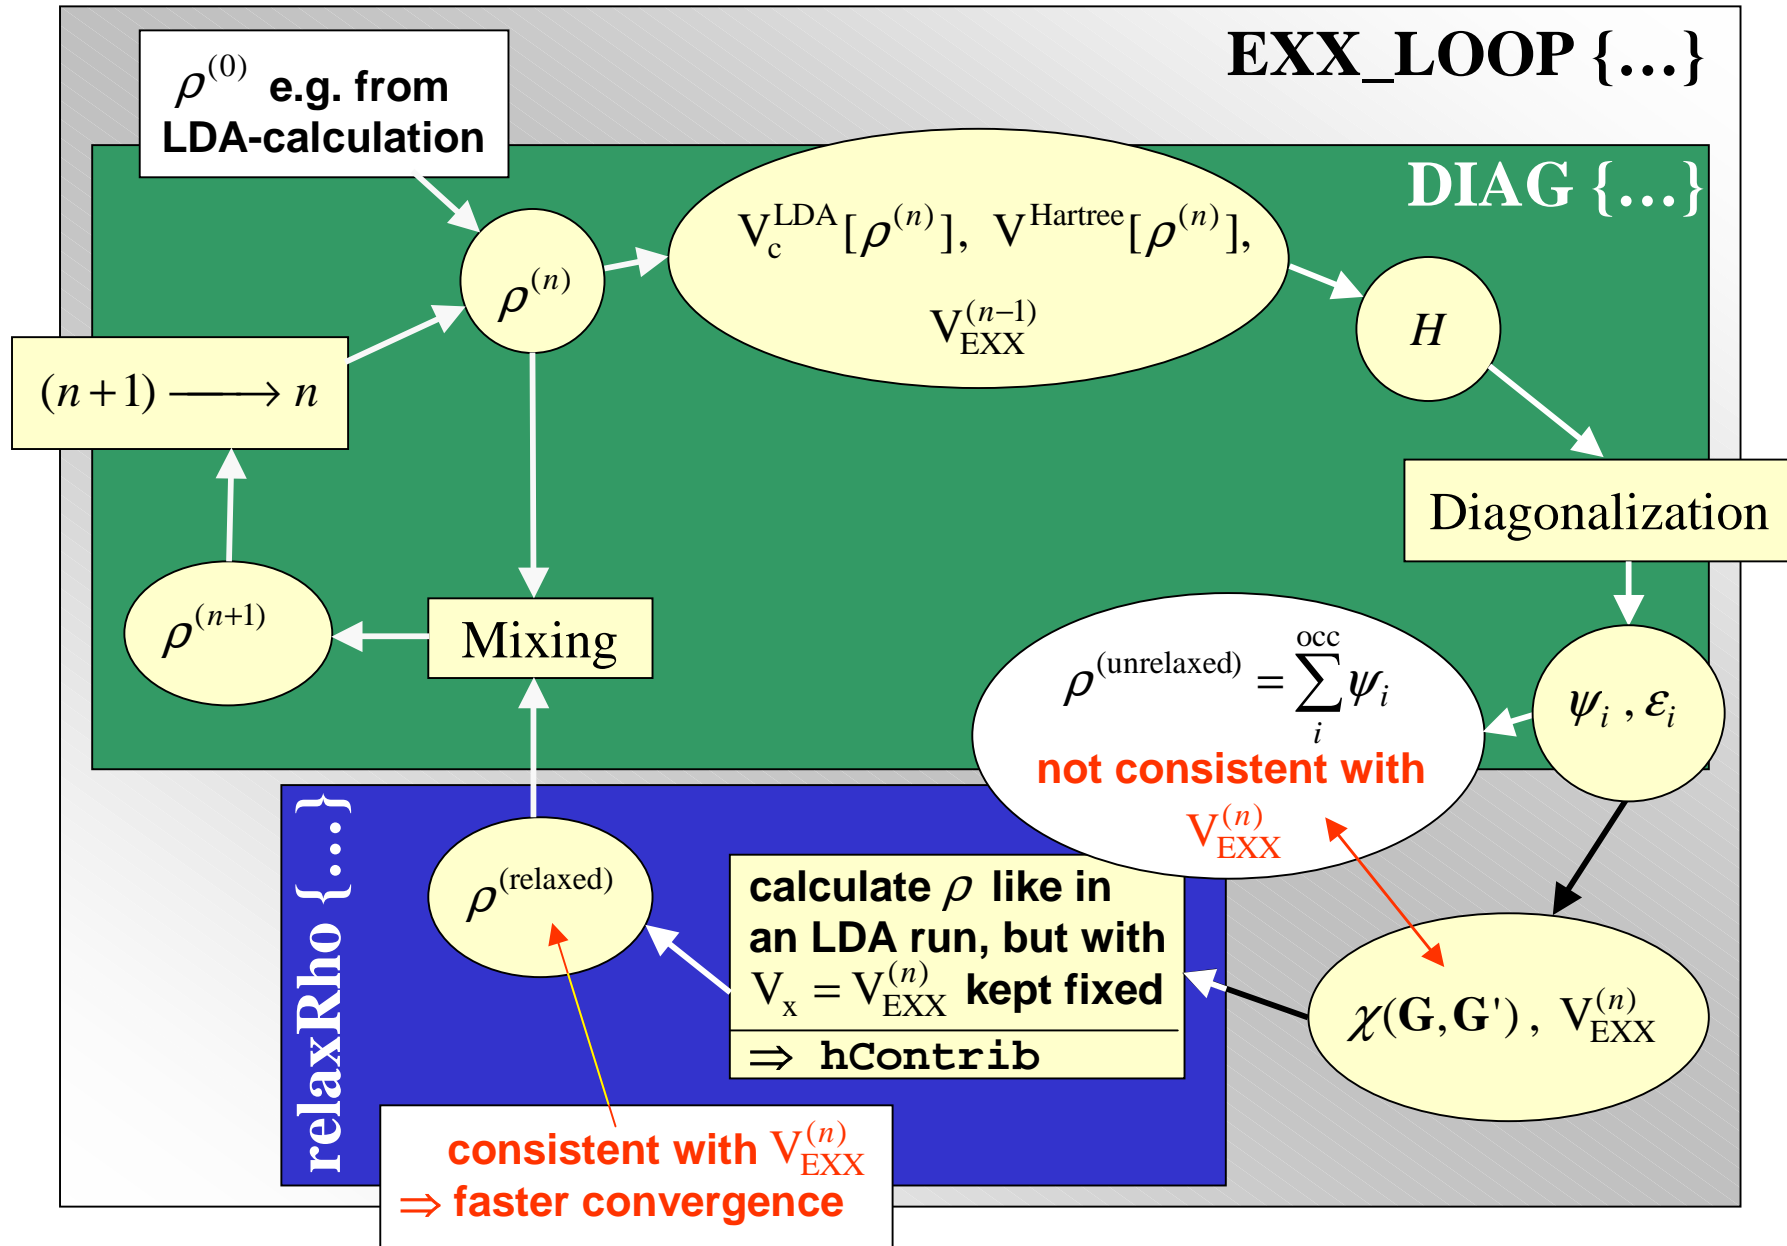 EXX_LOOP {…}
ρ^(0) e.g. from
LDA-calculation
DIAG {…}
V_c^LDA[ρ^(n)], V^Hartree[ρ^(n)],
V_EXX^(n−1)
ρ^(n)
H
(n+1) ⟶ n
Diagonalization
ρ^(n+1)
Mixing
ρ^(unrelaxed) = ∑_i^occ ψ_i
not consistent with
V_EXX^(n)
ψ_i , ε_i
relaxRho {…}
ρ^(relaxed)
calculate ρ like in
an LDA run, but with
V_x = V_EXX^(n) kept fixed
⇒ hContrib
χ(G,G') , V_EXX^(n)
consistent with V_EXX^(n)
⇒ faster convergence